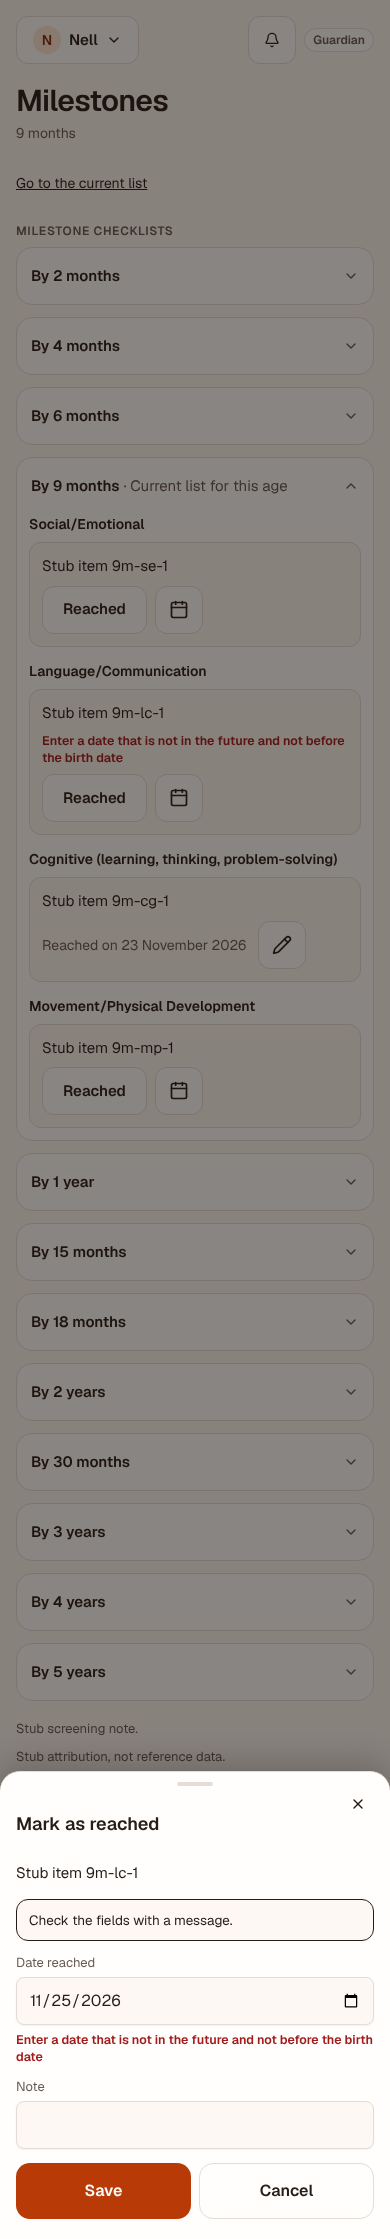 N Nell
Guardian
Milestones
9 months
Go to the current list
MILESTONE CHECKLISTS
By 2 months
By 4 months
By 6 months
By 9 months · Current list for this age
Social/Emotional
Stub item 9m-se-1
Reached
Language/Communication
Stub item 9m-lc-1
Enter a date that is not in the future and not before
the birth date
Reached
Cognitive (learning, thinking, problem-solving)
Stub item 9m-cg-1
Reached on 23 November 2026
Movement/Physical Development
Stub item 9m-mp-1
Reached
By 1 year
By 15 months
By 18 months
By 2 years
By 30 months
By 3 years
By 4 years
By 5 years
Stub screening note.
Stub attribution, not reference data.
Mark as reached
Stub item 9m-lc-1
Check the fields with a message.
Date reached
11/25/2026
Enter a date that is not in the future and not before the birth
date
Note
Save
Cancel